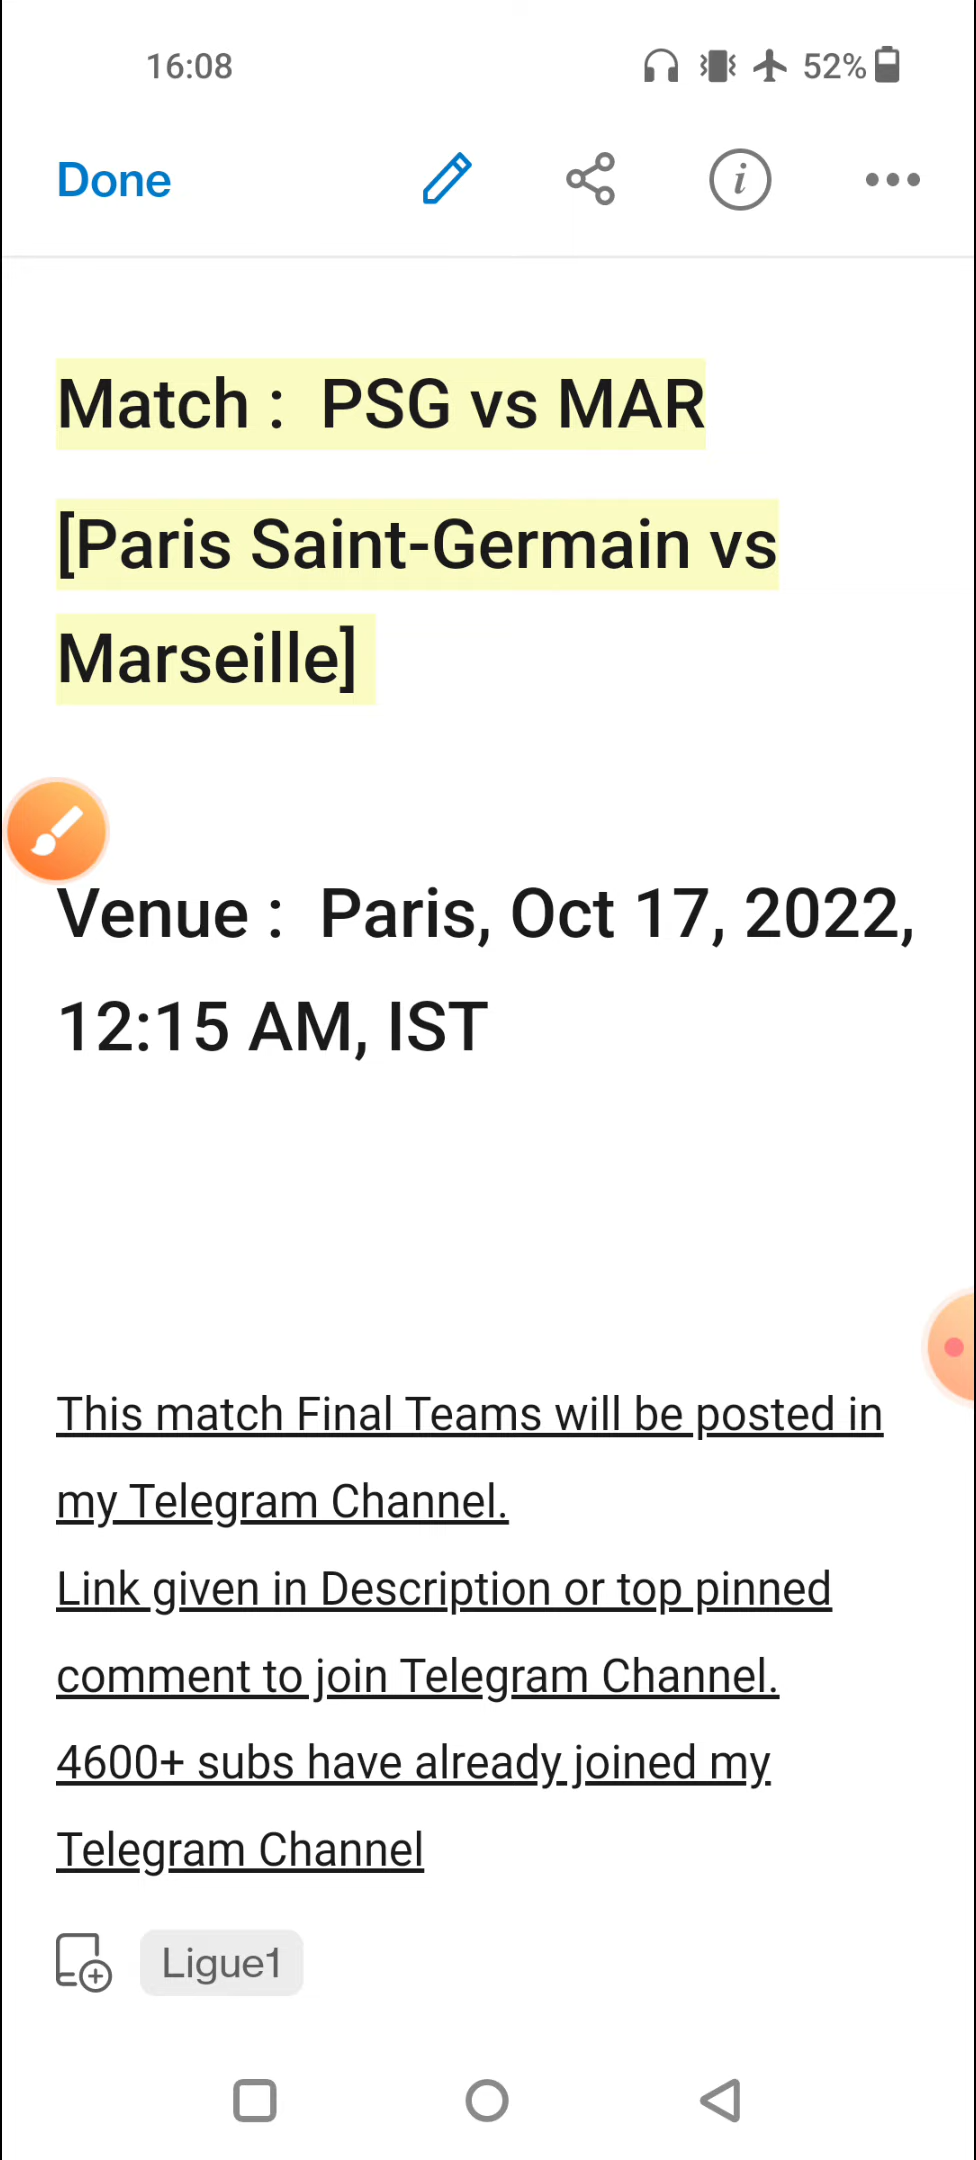 16:08
52%
Done
Match :  PSG vs MAR
[Paris Saint-Germain vs
Marseille]
Venue :  Paris, Oct 17, 2022,
12:15 AM, IST
This match Final Teams will be posted in
my Telegram Channel.
Link given in Description or top pinned
comment to join Telegram Channel.
4600+ subs have already joined my
Telegram Channel
Ligue1